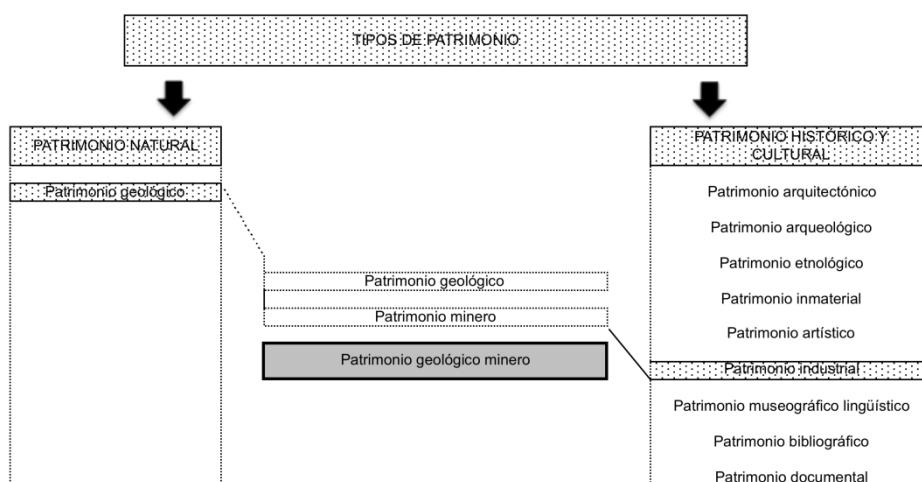 TIPOS DE PATRIMONIO
PATRIMONIO NATURAL
Patrimonio geológico
Patrimonio geológico
Patrimonio minero
Patrimonio geológico minero
PATRIMONIO HISTÓRICO Y
CULTURAL
Patrimonio arquitectónico
Patrimonio arqueológico
Patrimonio etnológico
Patrimonio inmaterial
Patrimonio artístico
Patrimonio industrial
Patrimonio museográfico lingüístico
Patrimonio bibliográfico
Patrimonio documental